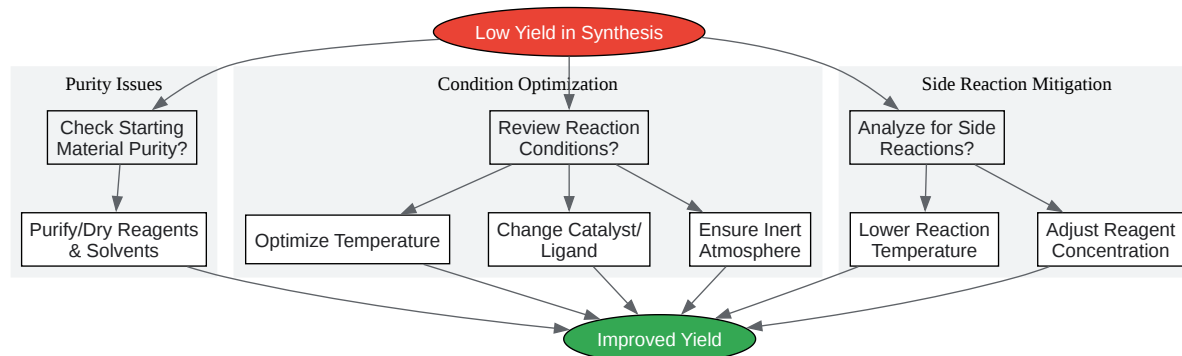 Low Yield in Synthesis
Purity Issues
Condition Optimization
Side Reaction Mitigation
Check Starting
Material Purity?
Review Reaction
Conditions?
Analyze for Side
Reactions?
Purify/Dry Reagents
& Solvents
Optimize Temperature
Change Catalyst/
Ligand
Ensure Inert
Atmosphere
Lower Reaction
Temperature
Adjust Reagent
Concentration
Improved Yield